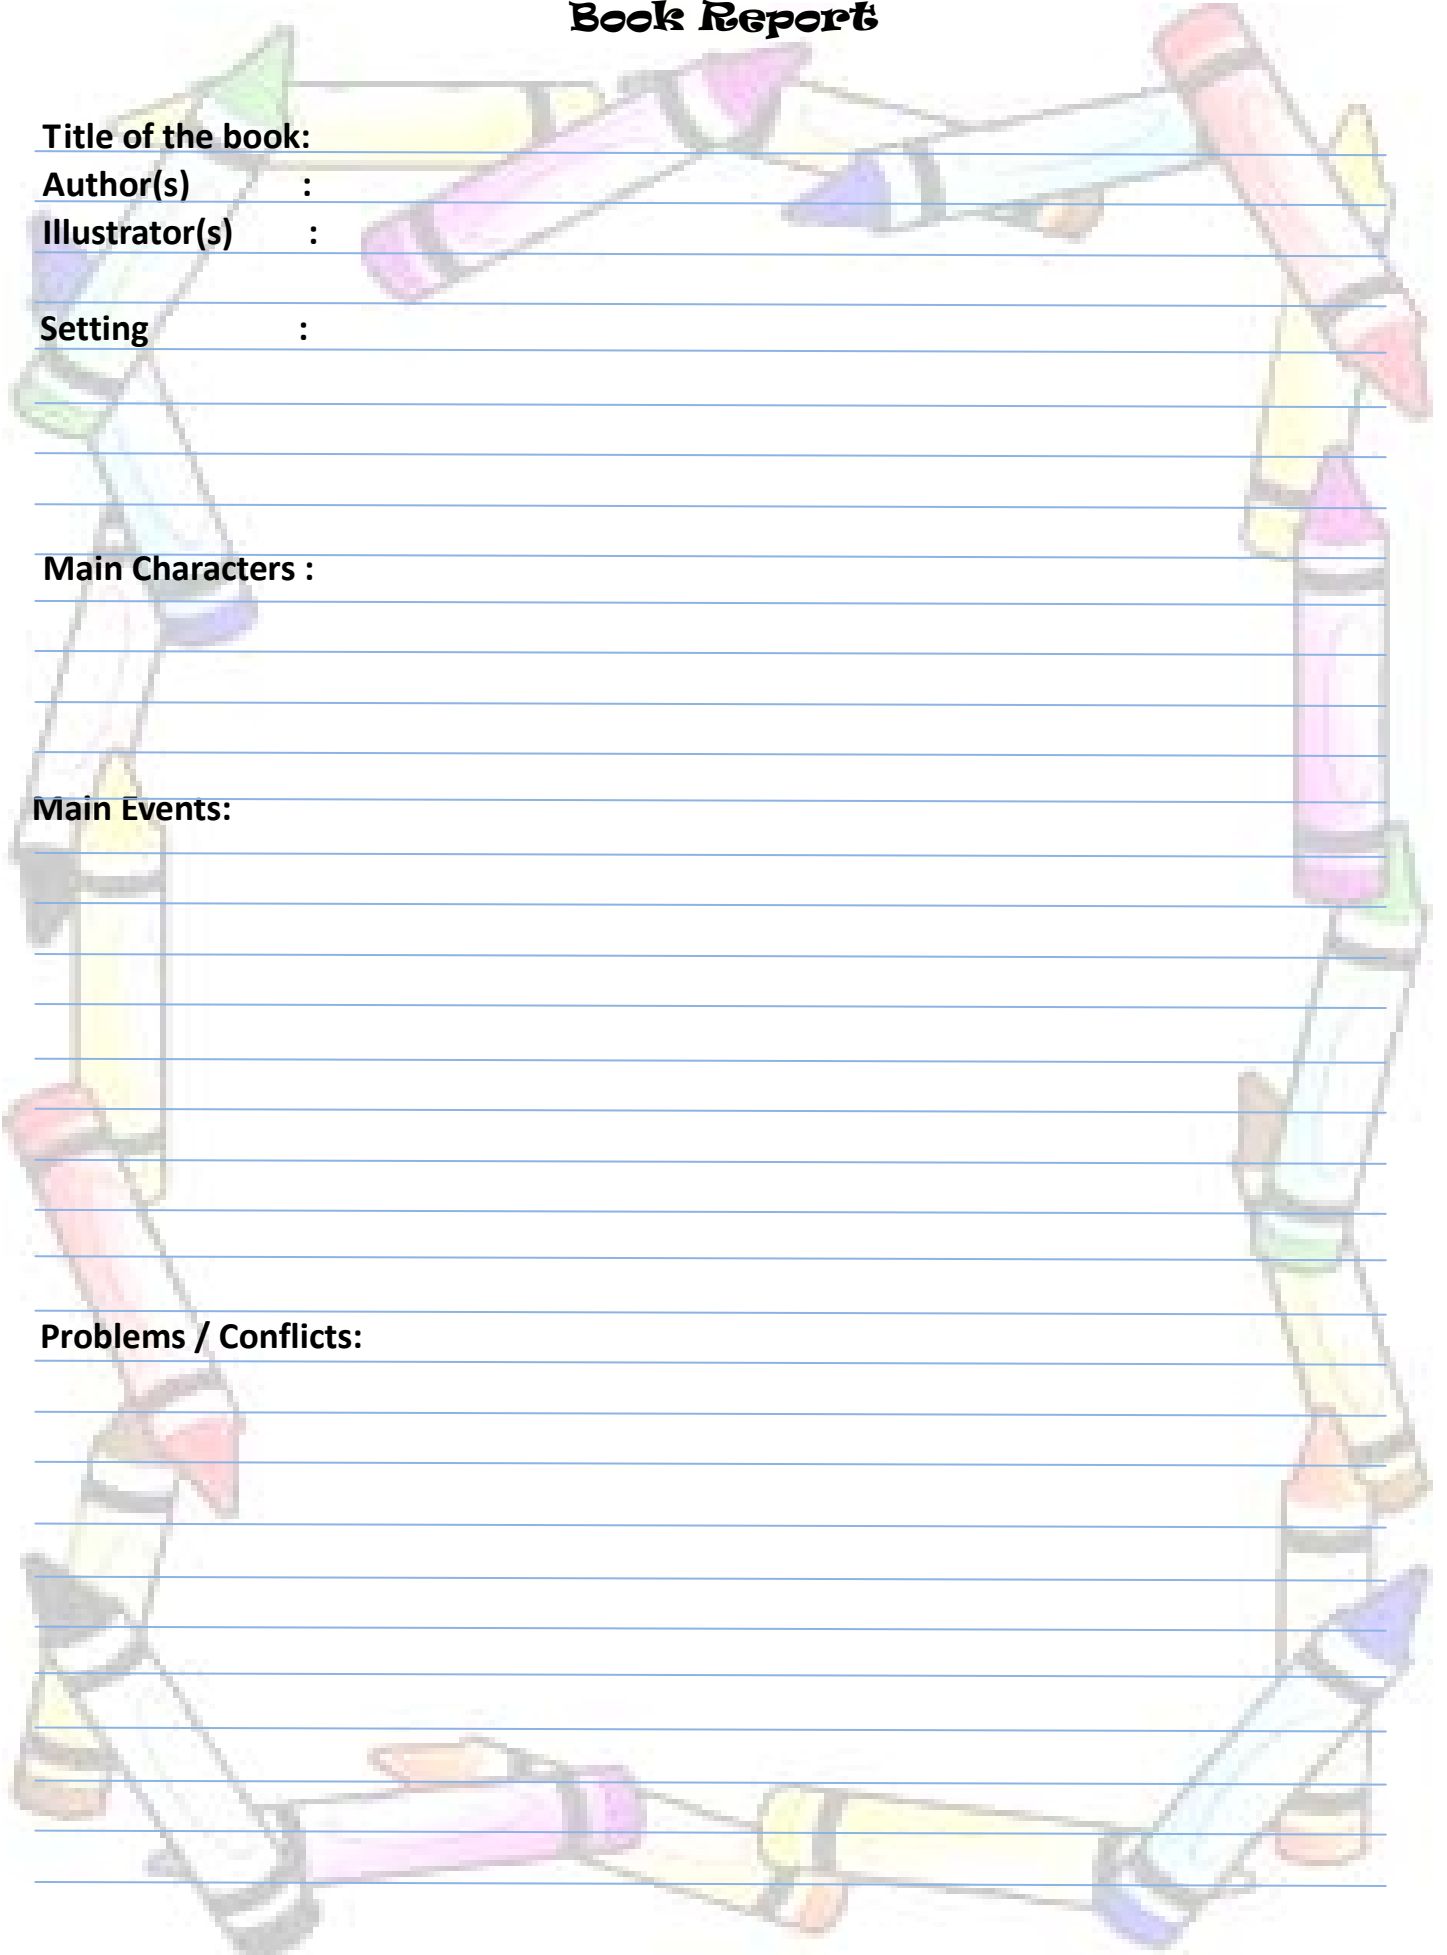 Book Report
Title of the book:
Author(s) :
Illustrator(s) :
Setting :
Main Characters :
Main Events:
Problems / Conflicts: